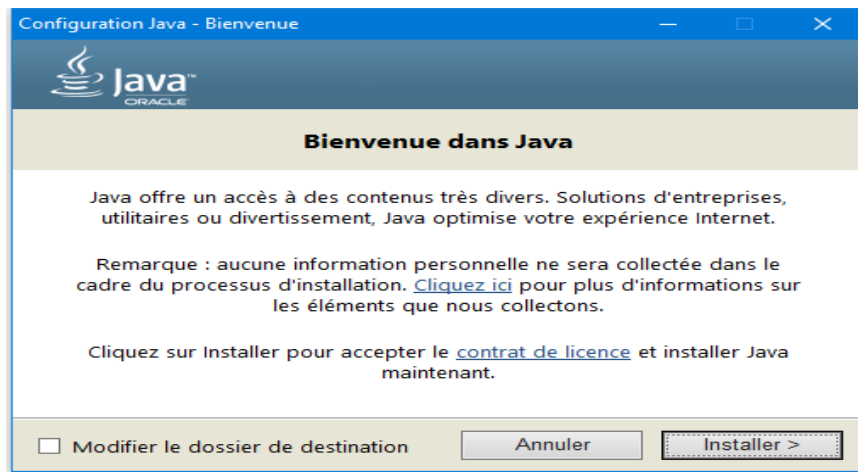 Configuration Java - Bienvenue
Java™
ORACLE
Bienvenue dans Java
Java offre un accès à des contenus très divers. Solutions d'entreprises,
utilitaires ou divertissement, Java optimise votre expérience Internet.
Remarque : aucune information personnelle ne sera collectée dans le
cadre du processus d'installation. Cliquez ici pour plus d'informations sur
les éléments que nous collectons.
Cliquez sur Installer pour accepter le contrat de licence et installer Java
maintenant.
Modifier le dossier de destination
Annuler
Installer >